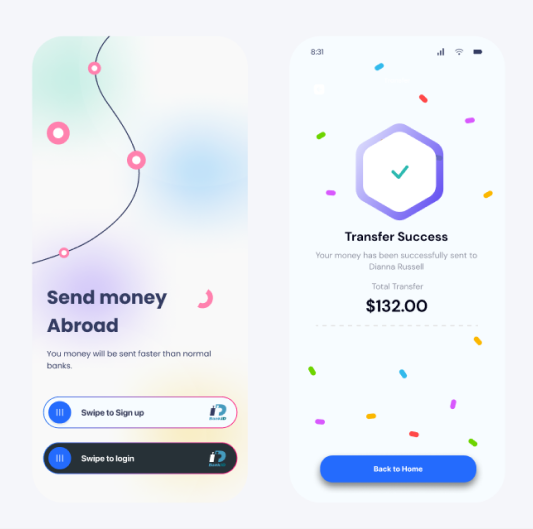 Send money
Abroad
You money will be sent faster than normal
banks.
Swipe to Sign up
Swipe to login
8:31
Transfer Success
Your money has been successfully sent to
Dianna Russell
Total Transfer
$132.00
Back to Home